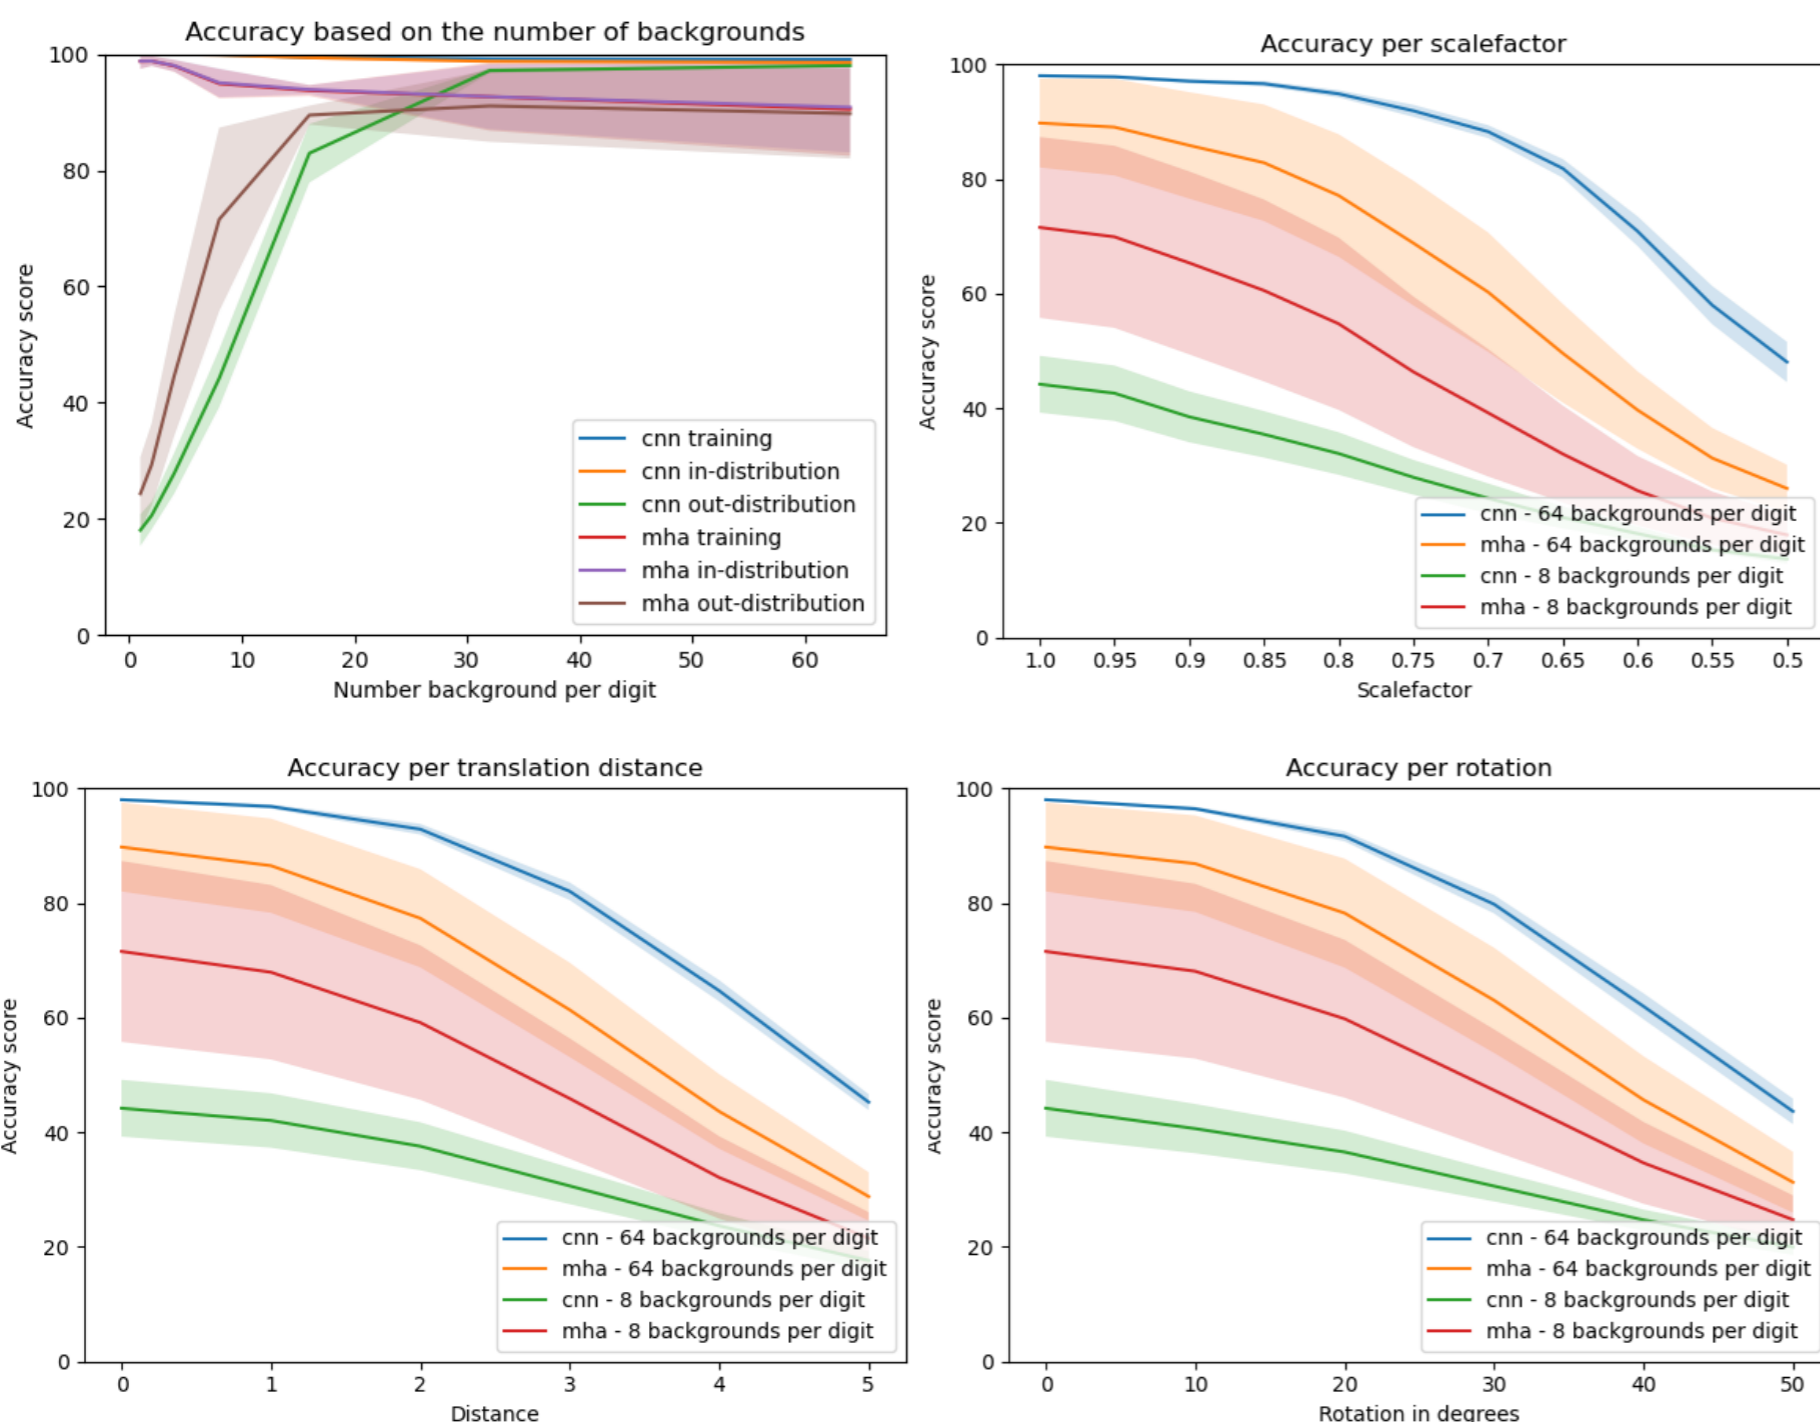 Accuracy based on the number of backgrounds
100
80
60
40
20
0
Accuracy score
cnn training
cnn in-distribution
cnn out-distribution
mha training
mha in-distribution
mha out-distribution
0 10 20 30 40 50 60
Number background per digit
Accuracy per scalefactor
100
80
60
40
20
0
Accuracy score
cnn - 64 backgrounds per digit
mha - 64 backgrounds per digit
cnn - 8 backgrounds per digit
mha - 8 backgrounds per digit
1.0 0.95 0.9 0.85 0.8 0.75 0.7 0.65 0.6 0.55 0.5
Scalefactor
Accuracy per translation distance
100
80
60
40
20
0
Accuracy score
cnn - 64 backgrounds per digit
mha - 64 backgrounds per digit
cnn - 8 backgrounds per digit
mha - 8 backgrounds per digit
0 1 2 3 4 5
Distance
Accuracy per rotation
100
80
60
40
20
0
Accuracy score
cnn - 64 backgrounds per digit
mha - 64 backgrounds per digit
cnn - 8 backgrounds per digit
mha - 8 backgrounds per digit
0 10 20 30 40 50
Rotation in degrees